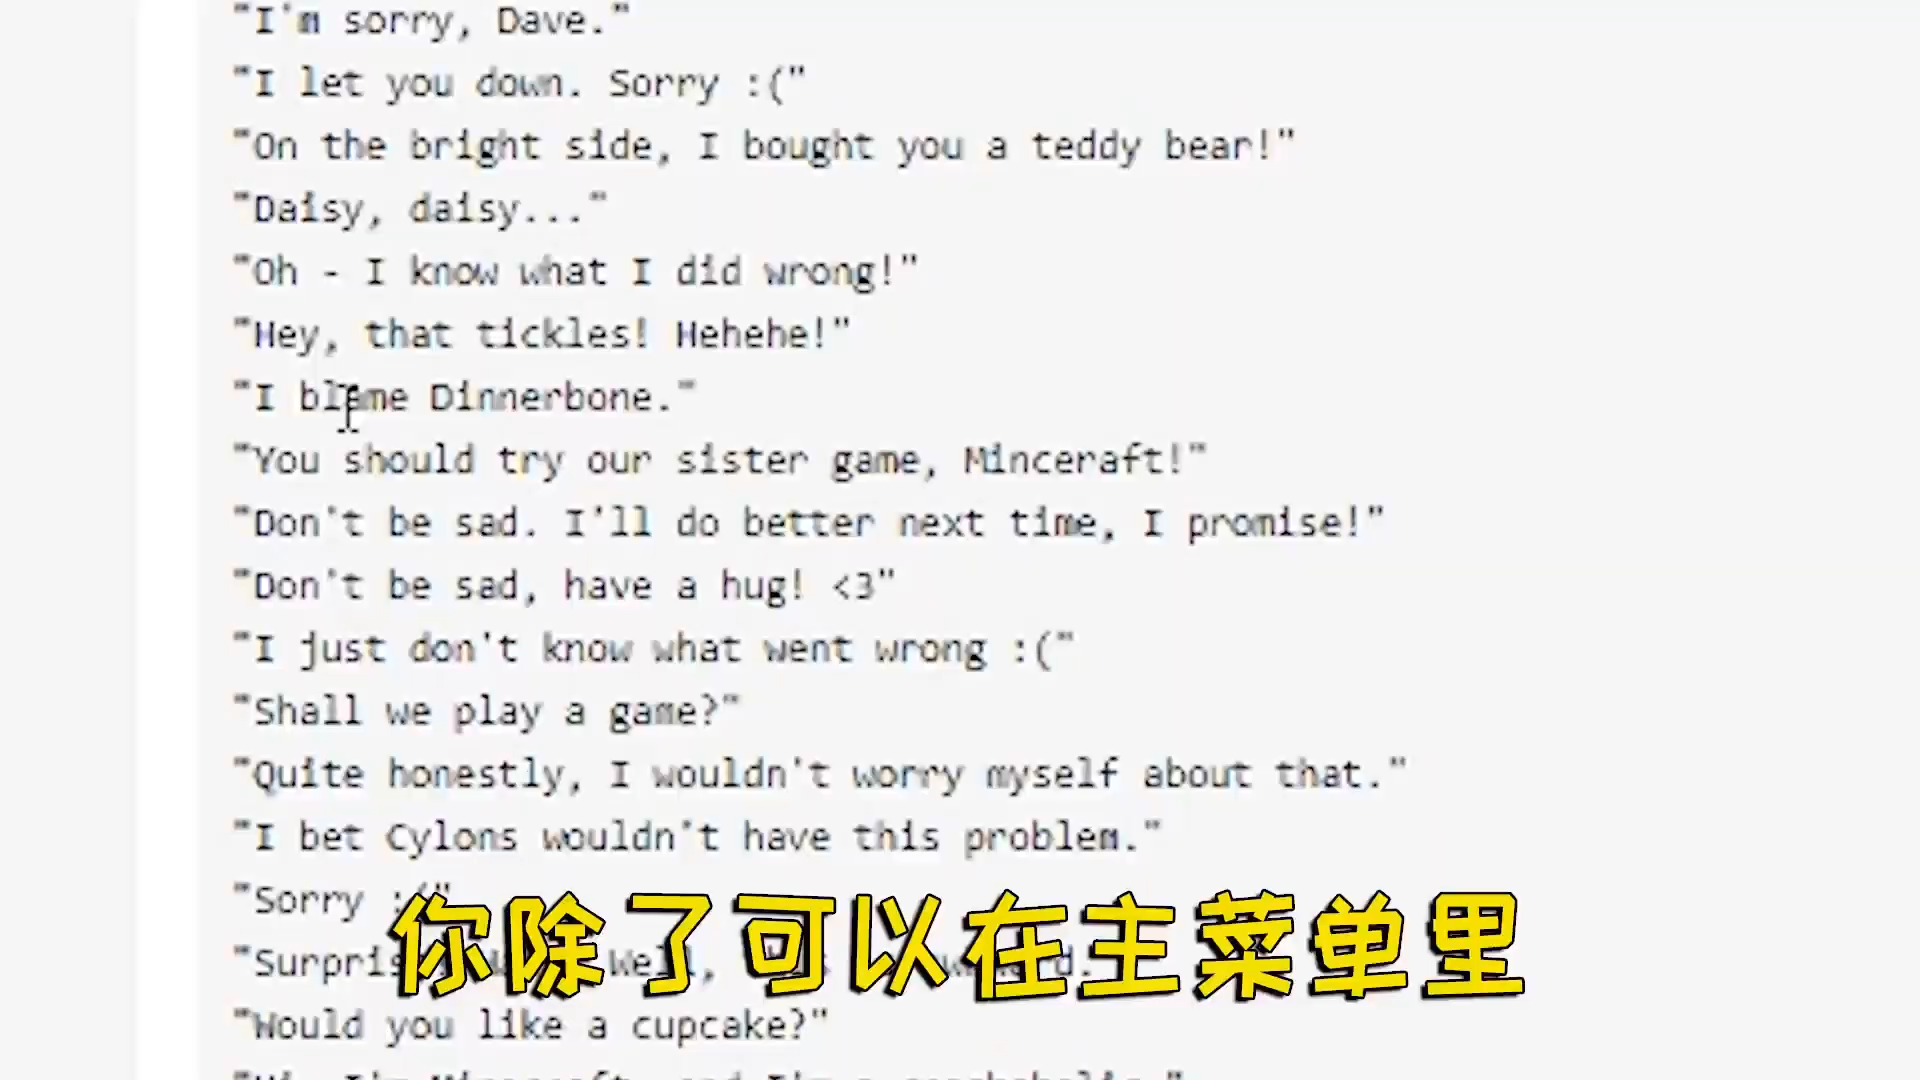 "I'm sorry, Dave."
"I let you down. Sorry :("
"On the bright side, I bought you a teddy bear!"
"Daisy, daisy..."
"Oh - I know what I did wrong!"
"Hey, that tickles! Hehehe!"
"I blame Dinnerbone."
"You should try our sister game, Minceraft!"
"Don't be sad. I'll do better next time, I promise!"
"Don't be sad, have a hug! <3"
"I just don't know what went wrong :("
"Shall we play a game?"
"Quite honestly, I wouldn't worry myself about that."
"I bet Cylons wouldn't have this problem."
"Sorry :("
你除了可以在主菜单里
"Surpris Well,
"Would you like a cupcake?"